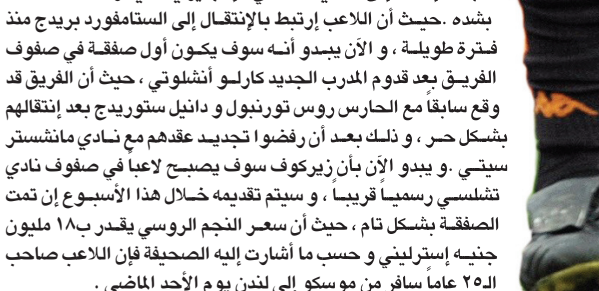 بشده .حيث أن اللاعب إرتبط بالإنتقال إلى الستامفورد بريدج منذ
فترة طويلة ، و الآن يبدو أنه سوف يكون أول صفقة في صفوف
الفريق بعد قدوم المدرب الجديد كارلو أنشلوتي ، حيث أن الفريق قد
وقع سابقاً مع الحارس روس تورنبول و دانيل ستوريدج بعد إنتقالهم
بشكل حر ، و ذلك بعد أن رفضوا تجديد عقدهم مع نادي مانشستر
سيتي .و يبدو الآن بأن زيركوف سوف يصبح لاعباً في صفوف نادي
تشلسي رسمياً قريباً ، و سيتم تقديمه خلال هذا الأسبوع إن تمت
الصفقة بشكل تام ، حيث أن سعر النجم الروسي يقدر ب١٨ مليون
جنيه إسترليني و حسب ما أشارت إليه الصحيفة فإن اللاعب صاحب
الـ٢٥ عاماً سافر من موسكو إلى لندن يوم الأحد الماضي .